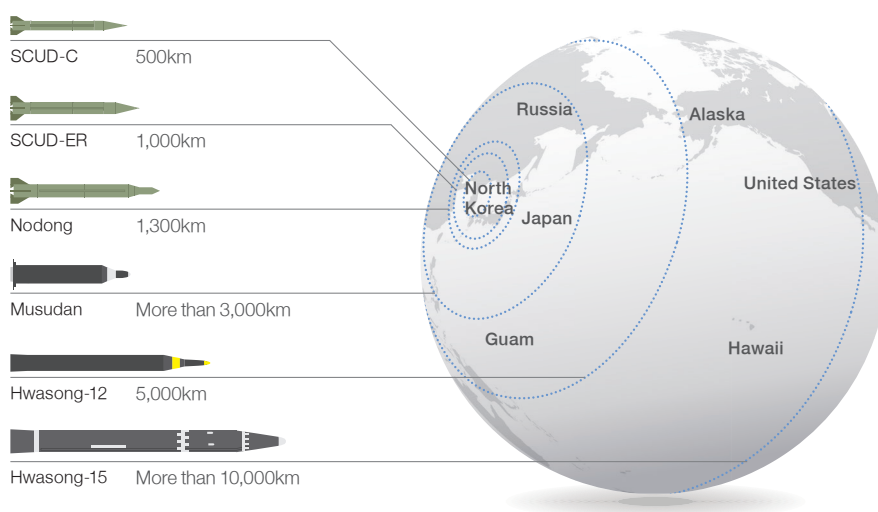 SCUD-C 500km
SCUD-ER 1,000km
Nodong 1,300km
Musudan More than 3,000km
Hwasong-12 5,000km
Hwasong-15 More than 10,000km
Russia
Alaska
United States
North
Korea
Japan
Guam
Hawaii